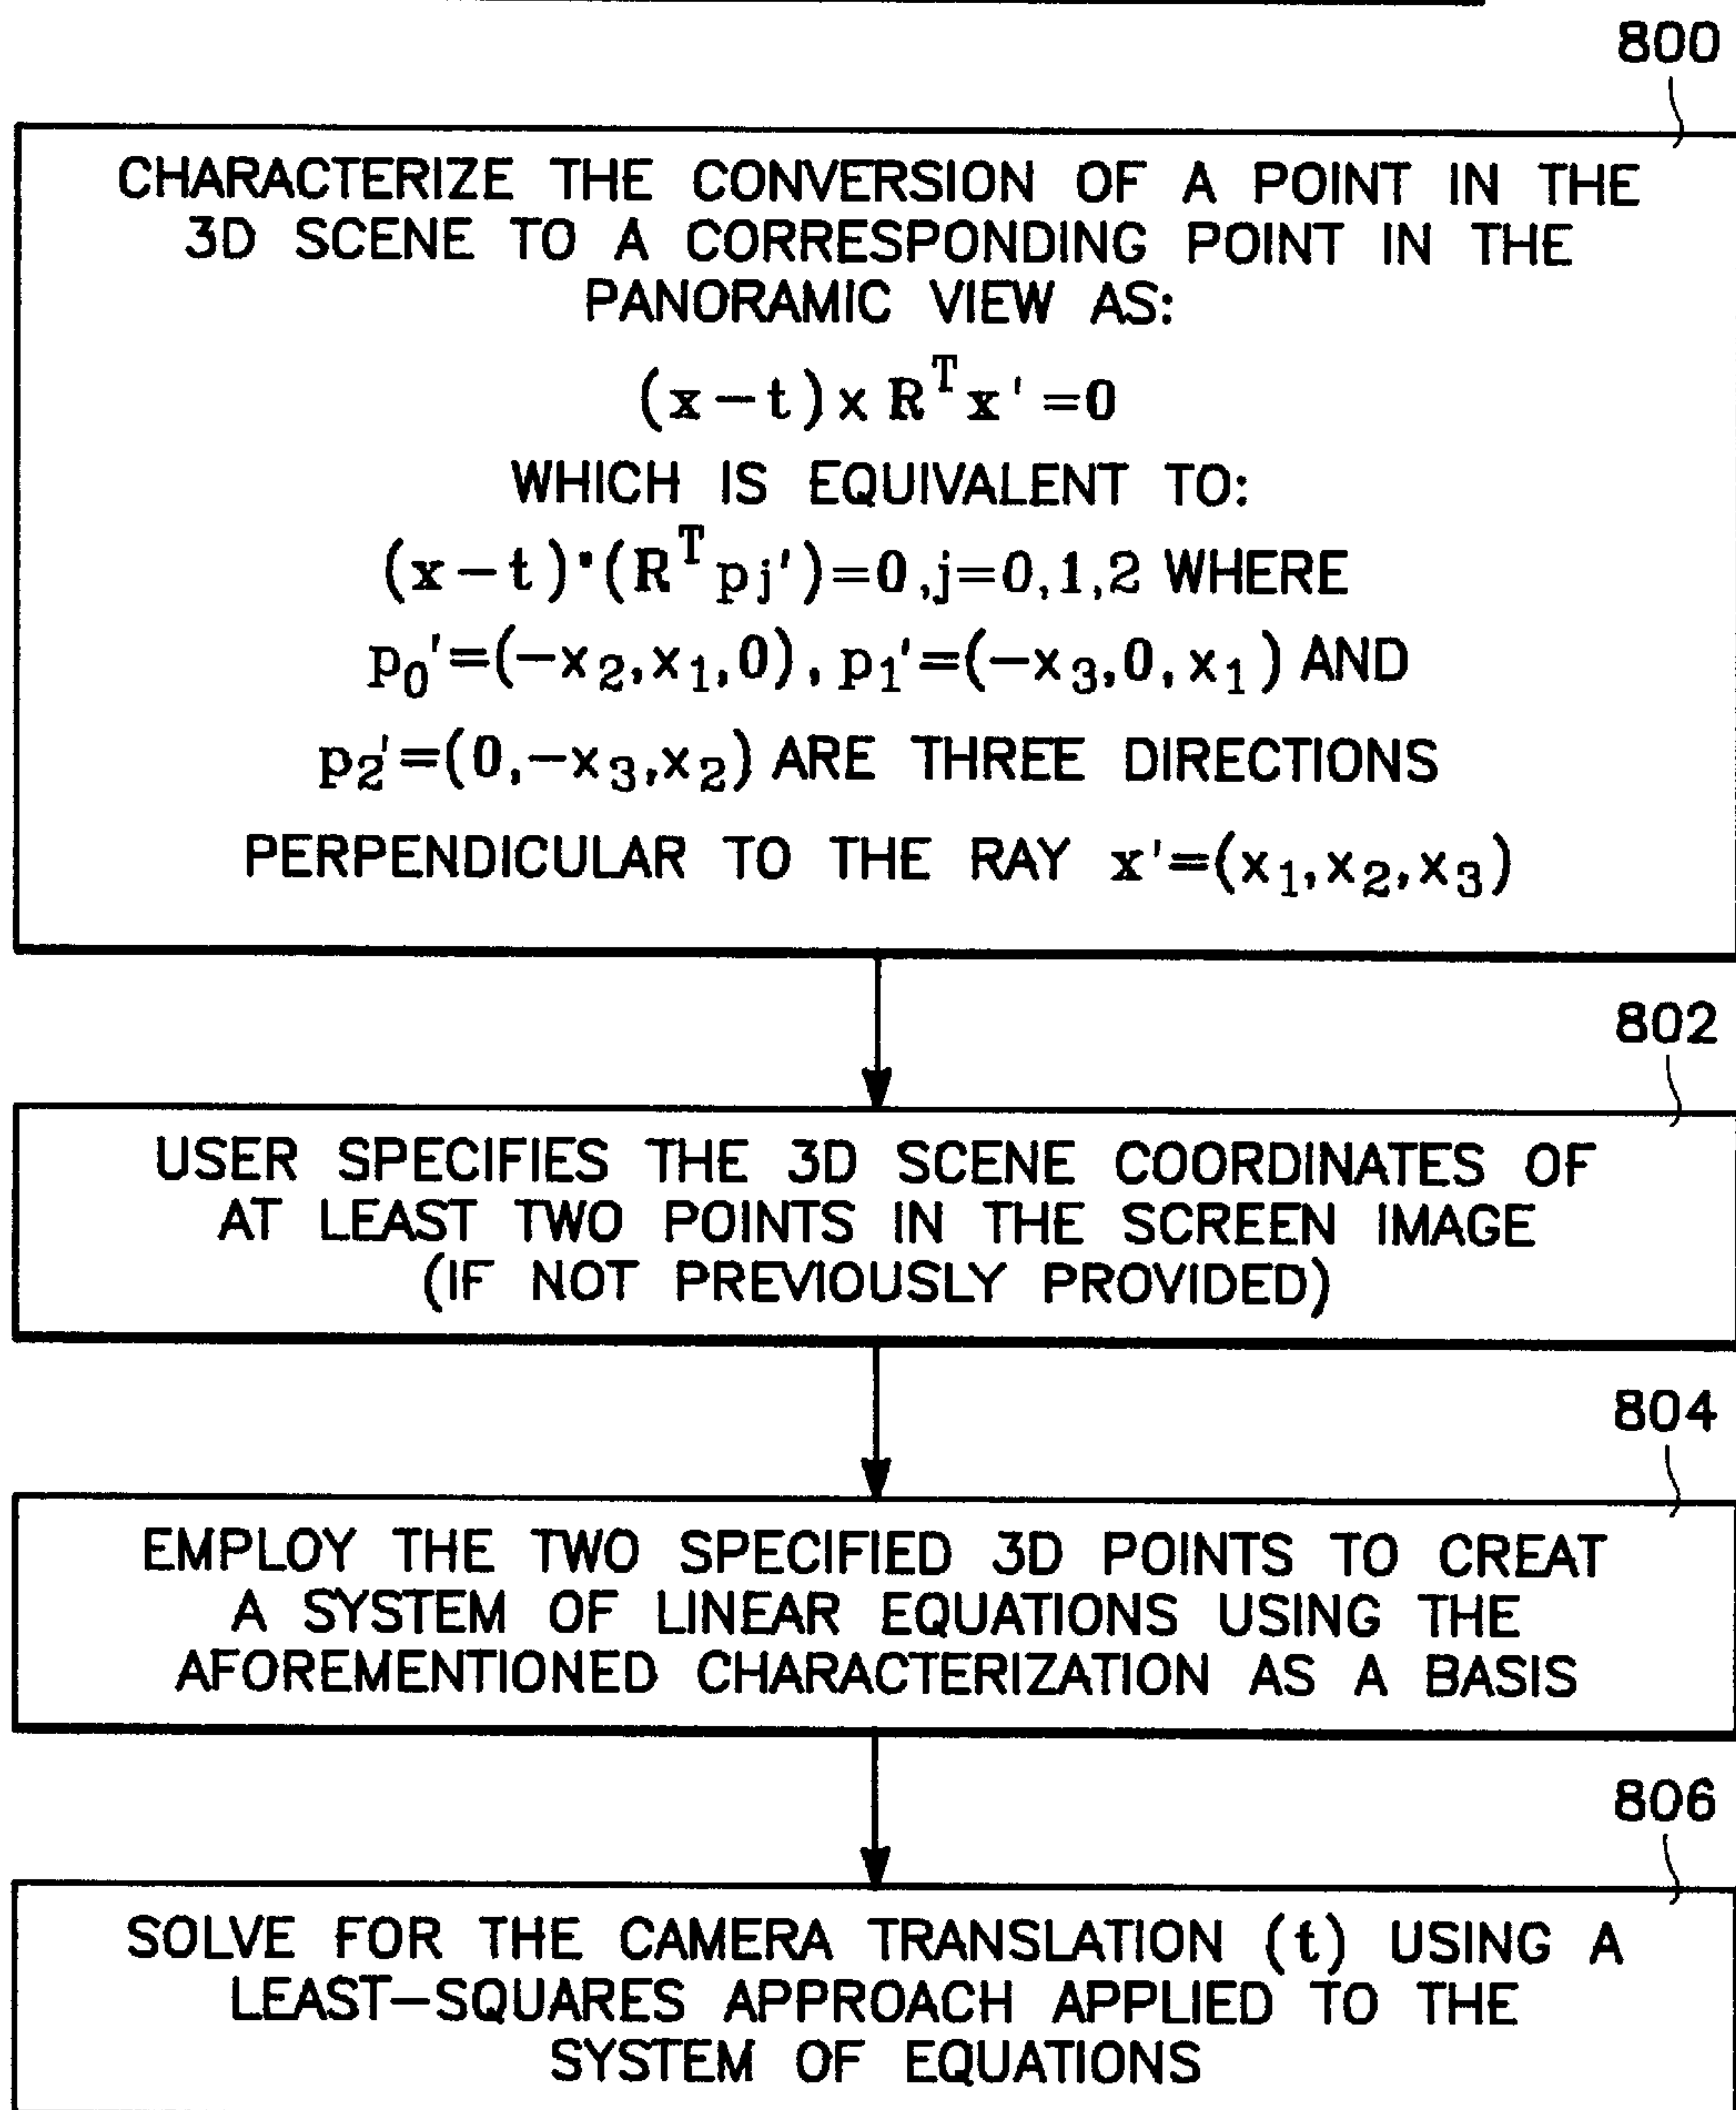 800
CHARACTERIZE THE CONVERSION OF A POINT IN THE
3D SCENE TO A CORRESPONDING POINT IN THE
PANORAMIC VIEW AS:
(x-t)x R^T x'=0
WHICH IS EQUIVALENT TO:
(x-t)·(R^T pj')=0,j=0,1,2 WHERE
p₀'=(-x₂,x₁,0), p₁'=(-x₃,0,x₁) AND
p₂'=(0,-x₃,x₂) ARE THREE DIRECTIONS
PERPENDICULAR TO THE RAY x'=(x₁,x₂,x₃)
802
USER SPECIFIES THE 3D SCENE COORDINATES OF
AT LEAST TWO POINTS IN THE SCREEN IMAGE
(IF NOT PREVIOUSLY PROVIDED)
804
EMPLOY THE TWO SPECIFIED 3D POINTS TO CREAT
A SYSTEM OF LINEAR EQUATIONS USING THE
AFOREMENTIONED CHARACTERIZATION AS A BASIS
806
SOLVE FOR THE CAMERA TRANSLATION (t) USING A
LEAST-SQUARES APPROACH APPLIED TO THE
SYSTEM OF EQUATIONS